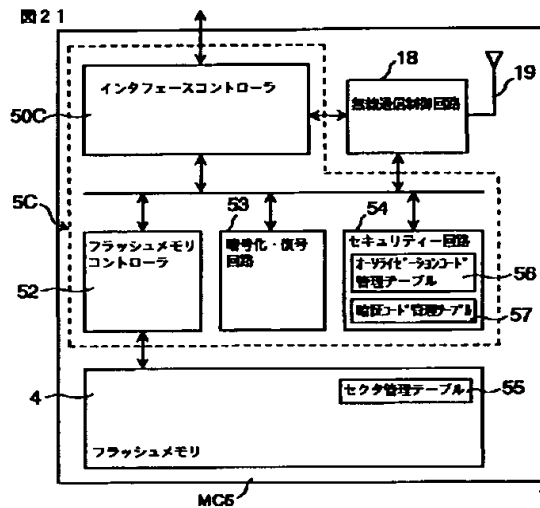 図21
18
インタフェースコントローラ
19
50C
無線通信制御回路
5C
53
54
フラッシュメモリ
コントローラ
暗号化・復号
回路
セキュリティー回路
オーソライゼーションコード
管理テーブル
56
52
暗証コード管理テーブル
57
4
セクタ管理テーブル
55
フラッシュメモリ
MC5